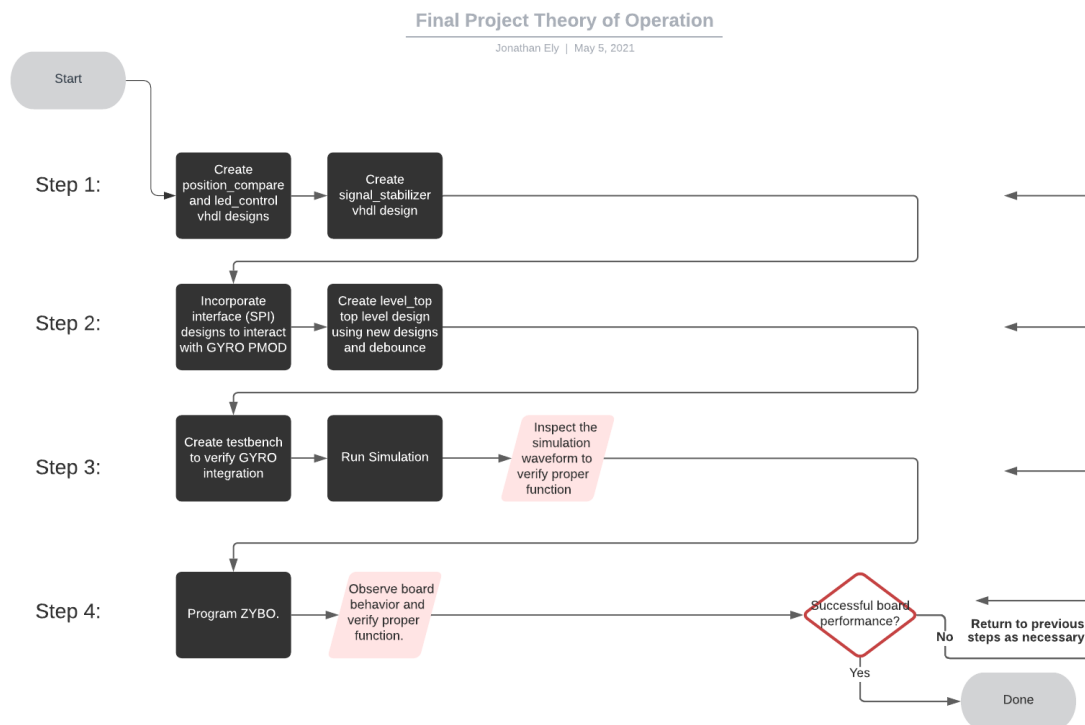 Final Project Theory of Operation
Jonathan Ely | May 5, 2021
Start
Step 1:
Create
position_compare
and led_control
vhdl designs
Create
signal_stabilizer
vhdl design
Step 2:
Incorporate
interface (SPI)
designs to interact
with GYRO PMOD
Create level_top
top level design
using new designs
and debounce
Step 3:
Create testbench
to verify GYRO
integration
Run Simulation
Inspect the
simulation
waveform to
verify proper
function
Step 4:
Program ZYBO.
Observe board
behavior and
verify proper
function.
Successful board
performance?
No
Return to previous
steps as necessary
Yes
Done